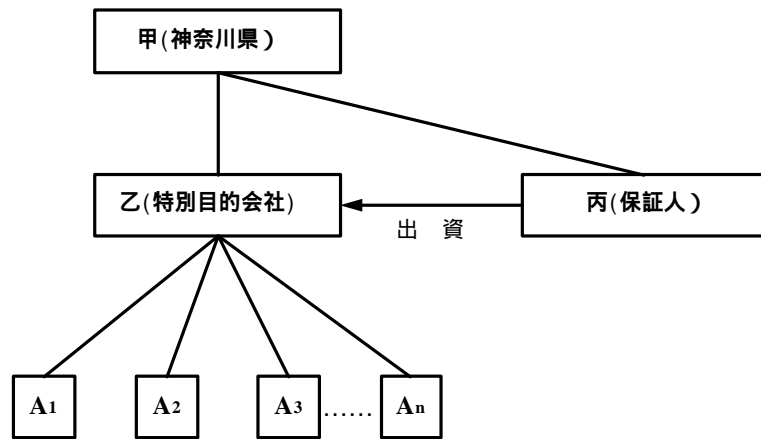 甲(神奈川県)
乙(特別目的会社)
丙(保証人)
出 資
A1
A2
A3
......
An